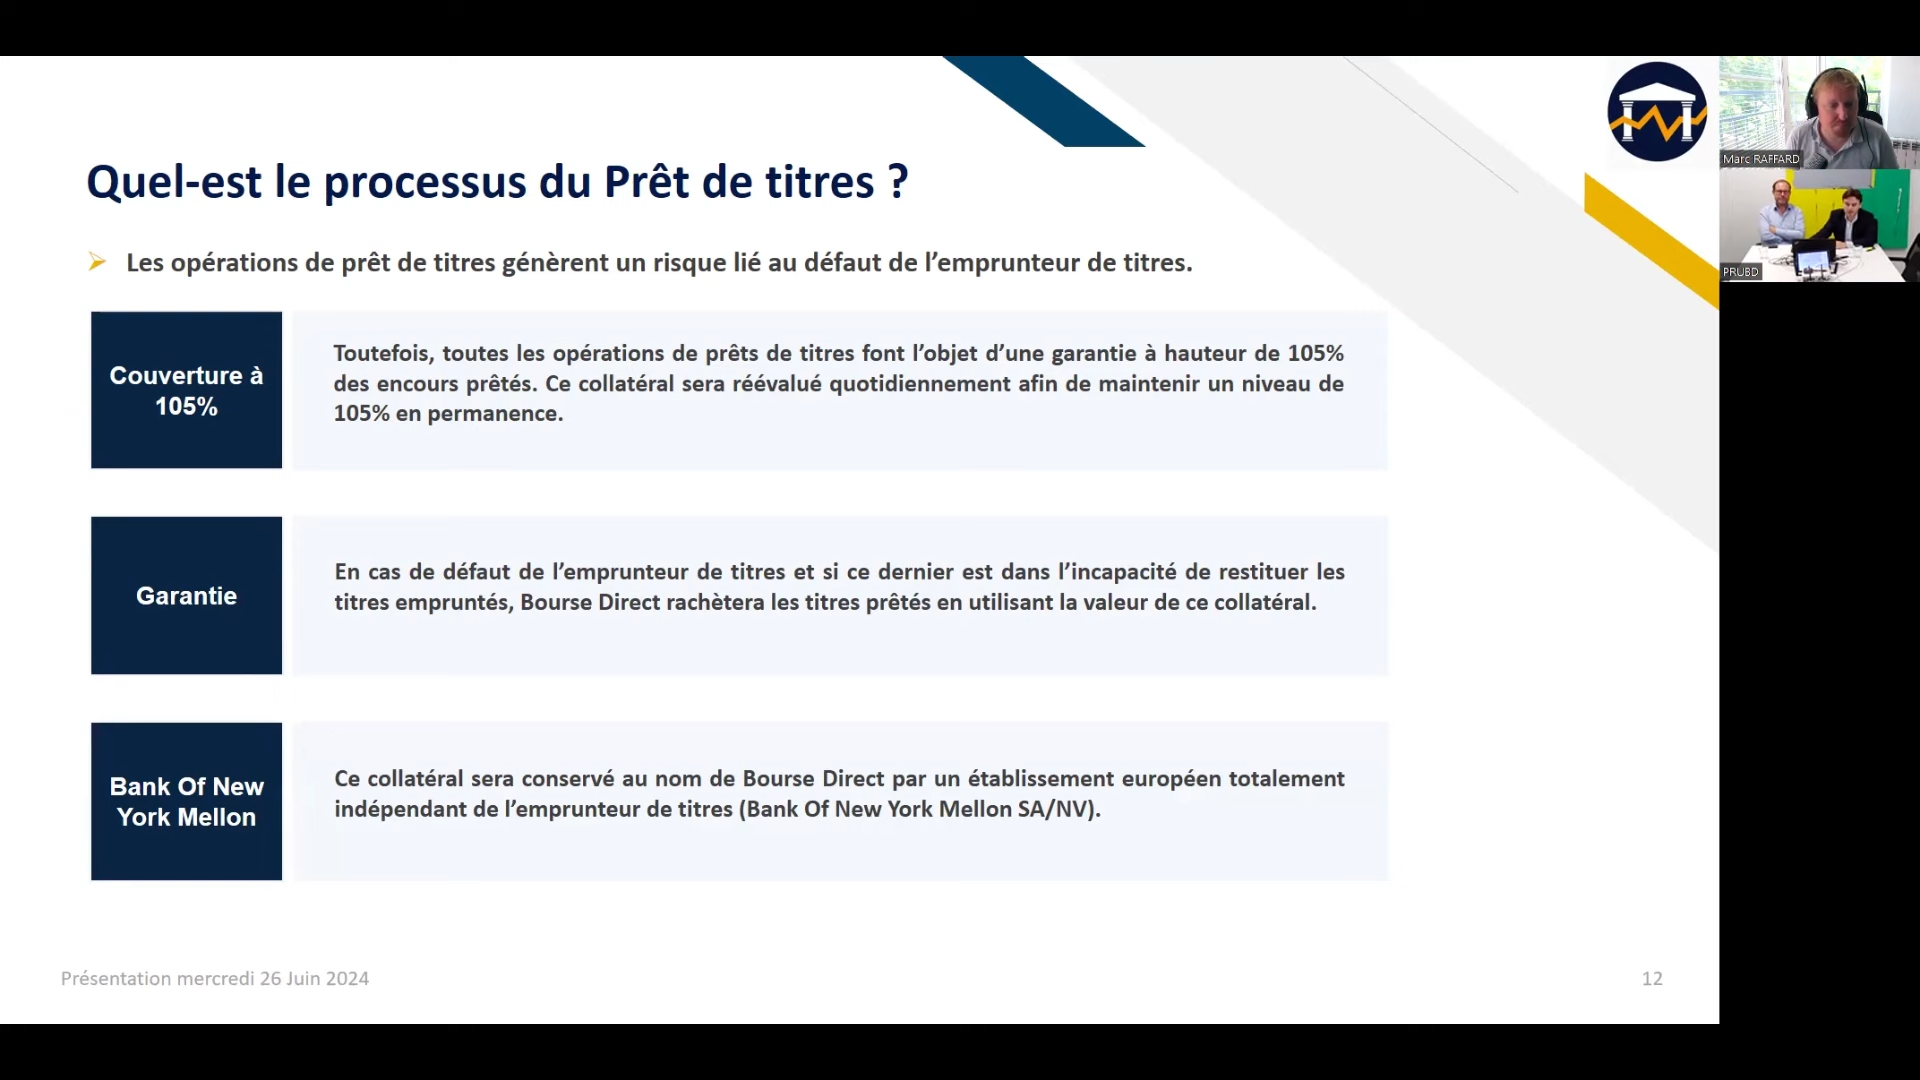 Quel-est le processus du Prêt de titres ?
Les opérations de prêt de titres génèrent un risque lié au défaut de l’emprunteur de titres.
Couverture à
105%
Toutefois, toutes les opérations de prêts de titres font l’objet d’une garantie à hauteur de 105%
des encours prêtés. Ce collatéral sera réévalué quotidiennement afin de maintenir un niveau de
105% en permanence.
Garantie
En cas de défaut de l’emprunteur de titres et si ce dernier est dans l’incapacité de restituer les
titres empruntés, Bourse Direct rachètera les titres prêtés en utilisant la valeur de ce collatéral.
Bank Of New
York Mellon
Ce collatéral sera conservé au nom de Bourse Direct par un établissement européen totalement
indépendant de l’emprunteur de titres (Bank Of New York Mellon SA/NV).
Présentation mercredi 26 Juin 2024
12
Marc RAFFARD
PRUBD